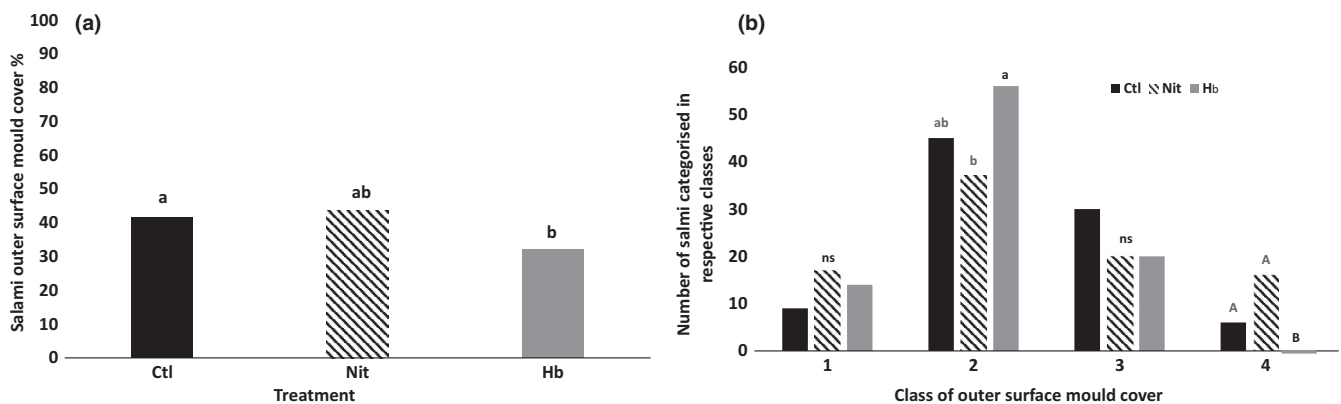 (a)
Salami outer surface mould cover %
100
90
80
70
60
50
40
30
20
10
0
a
ab
b
Ctl Nit Hb
Treatment
(b)
Number of salmi categorised in
respective classes
60
50
40
30
20
10
0
Ctl Nit Hb
ns
ab
b
a
ns
A
A
B
1 2 3 4
Class of outer surface mould cover